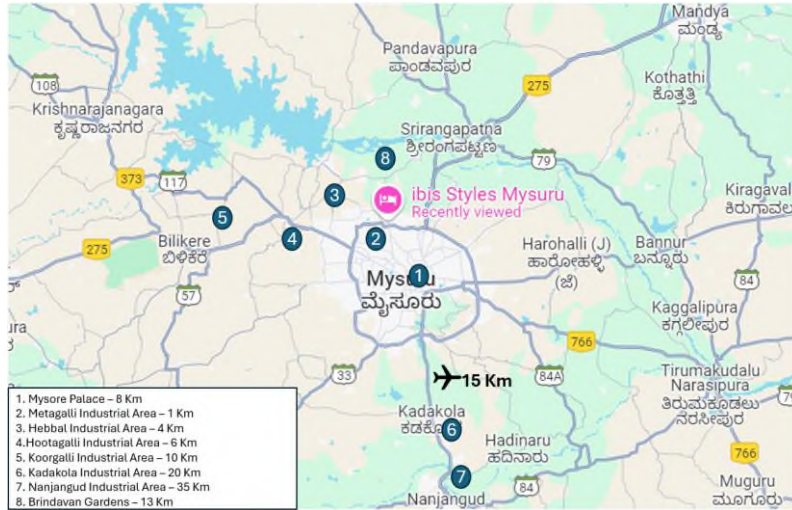 Mandya
ಮಂಡ್ಯ
Pandavapura
ಪಾಂಡವಪುರ
275
Kothathi
ಕೊತ್ತತ್ತಿ
108
Krishnarajanagara
ಕೃಷ್ಣರಾಜನಗರ
Srirangapatna
ಶ್ರೀರಂಗಪಟ್ಟಣ
79
8
373
117
3
ibis Styles Mysuru
Recently viewed
Kiragaval
ಕಿರುಗಾವಲ
5
4
2
Bilikere
ಬಿಳಿಕೆರೆ
275
Harohalli (J)
ಹಾರೋಹಳ್ಳಿ
(ಜೆ)
Bannur
ಬನ್ನೂರು
1
Mysuru
ಮೈಸೂರು
84
57
Kaggalipura
ಕಗ್ಗಲೀಪುರ
766
33
15 Km
84A
Tirumakudalu
Narasipura
ತಿರುಮಕೂಡಲು
ನರಸೀಪುರ
79
Kadakola
6
Hadinaru
ಹದಿನಾರು
766
7
84
Nanjangud
Muguru
ಮೂಗೂರು
1. Mysore Palace – 8 Km
2. Metagalli Industrial Area – 1 Km
3. Hebbal Industrial Area – 4 Km
4.Hootagalli Industrial Area – 6 Km
5. Koorgalli Industrial Area – 10 Km
6. Kadakola Industrial Area – 20 Km
7. Nanjangud Industrial Area – 35 Km
8. Brindavan Gardens – 13 Km